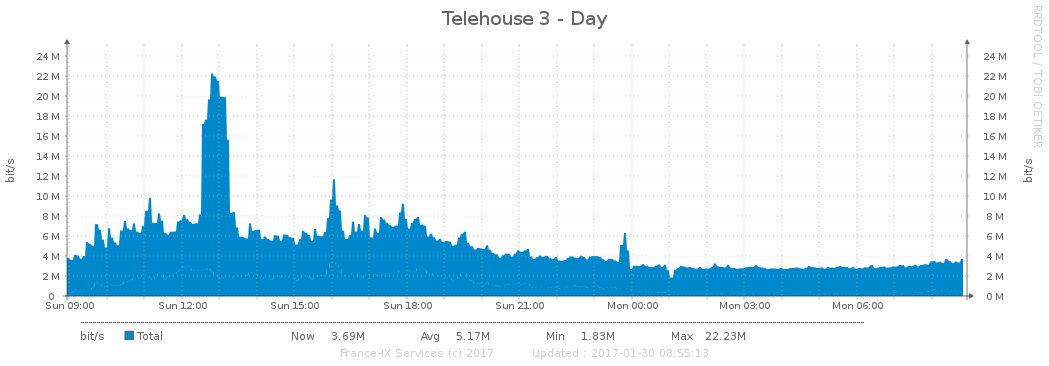 Telehouse 3 - Day
RRDTOOL / TOBI OETIKER
bit/s
bit/s
24 M 24 M
22 M 22 M
20 M 20 M
18 M 18 M
16 M 16 M
14 M 14 M
12 M 12 M
10 M 10 M
8 M 8 M
6 M 6 M
4 M 4 M
2 M 2 M
0 0 M
Sun 09:00 Sun 12:00 Sun 15:00 Sun 18:00 Sun 21:00 Mon 00:00 Mon 03:00 Mon 06:00
bit/s Total Now 3.69M Avg 5.17M Min 1.83M Max 22.23M
France-IX Services (c) 2017 Updated : 2017-01-30 08:55:13